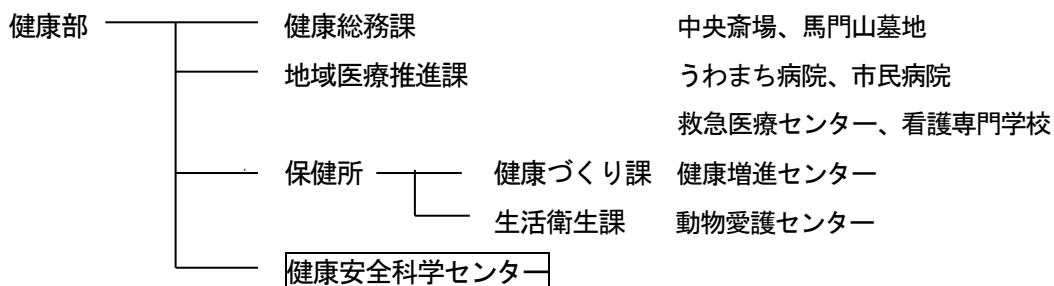 健康部 健康総務課 中央斎場、馬門山墓地
地域医療推進課 うわまち病院、市民病院
救急医療センター、看護専門学校
保健所 健康づくり課 健康増進センター
生活衛生課 動物愛護センター
健康安全科学センター